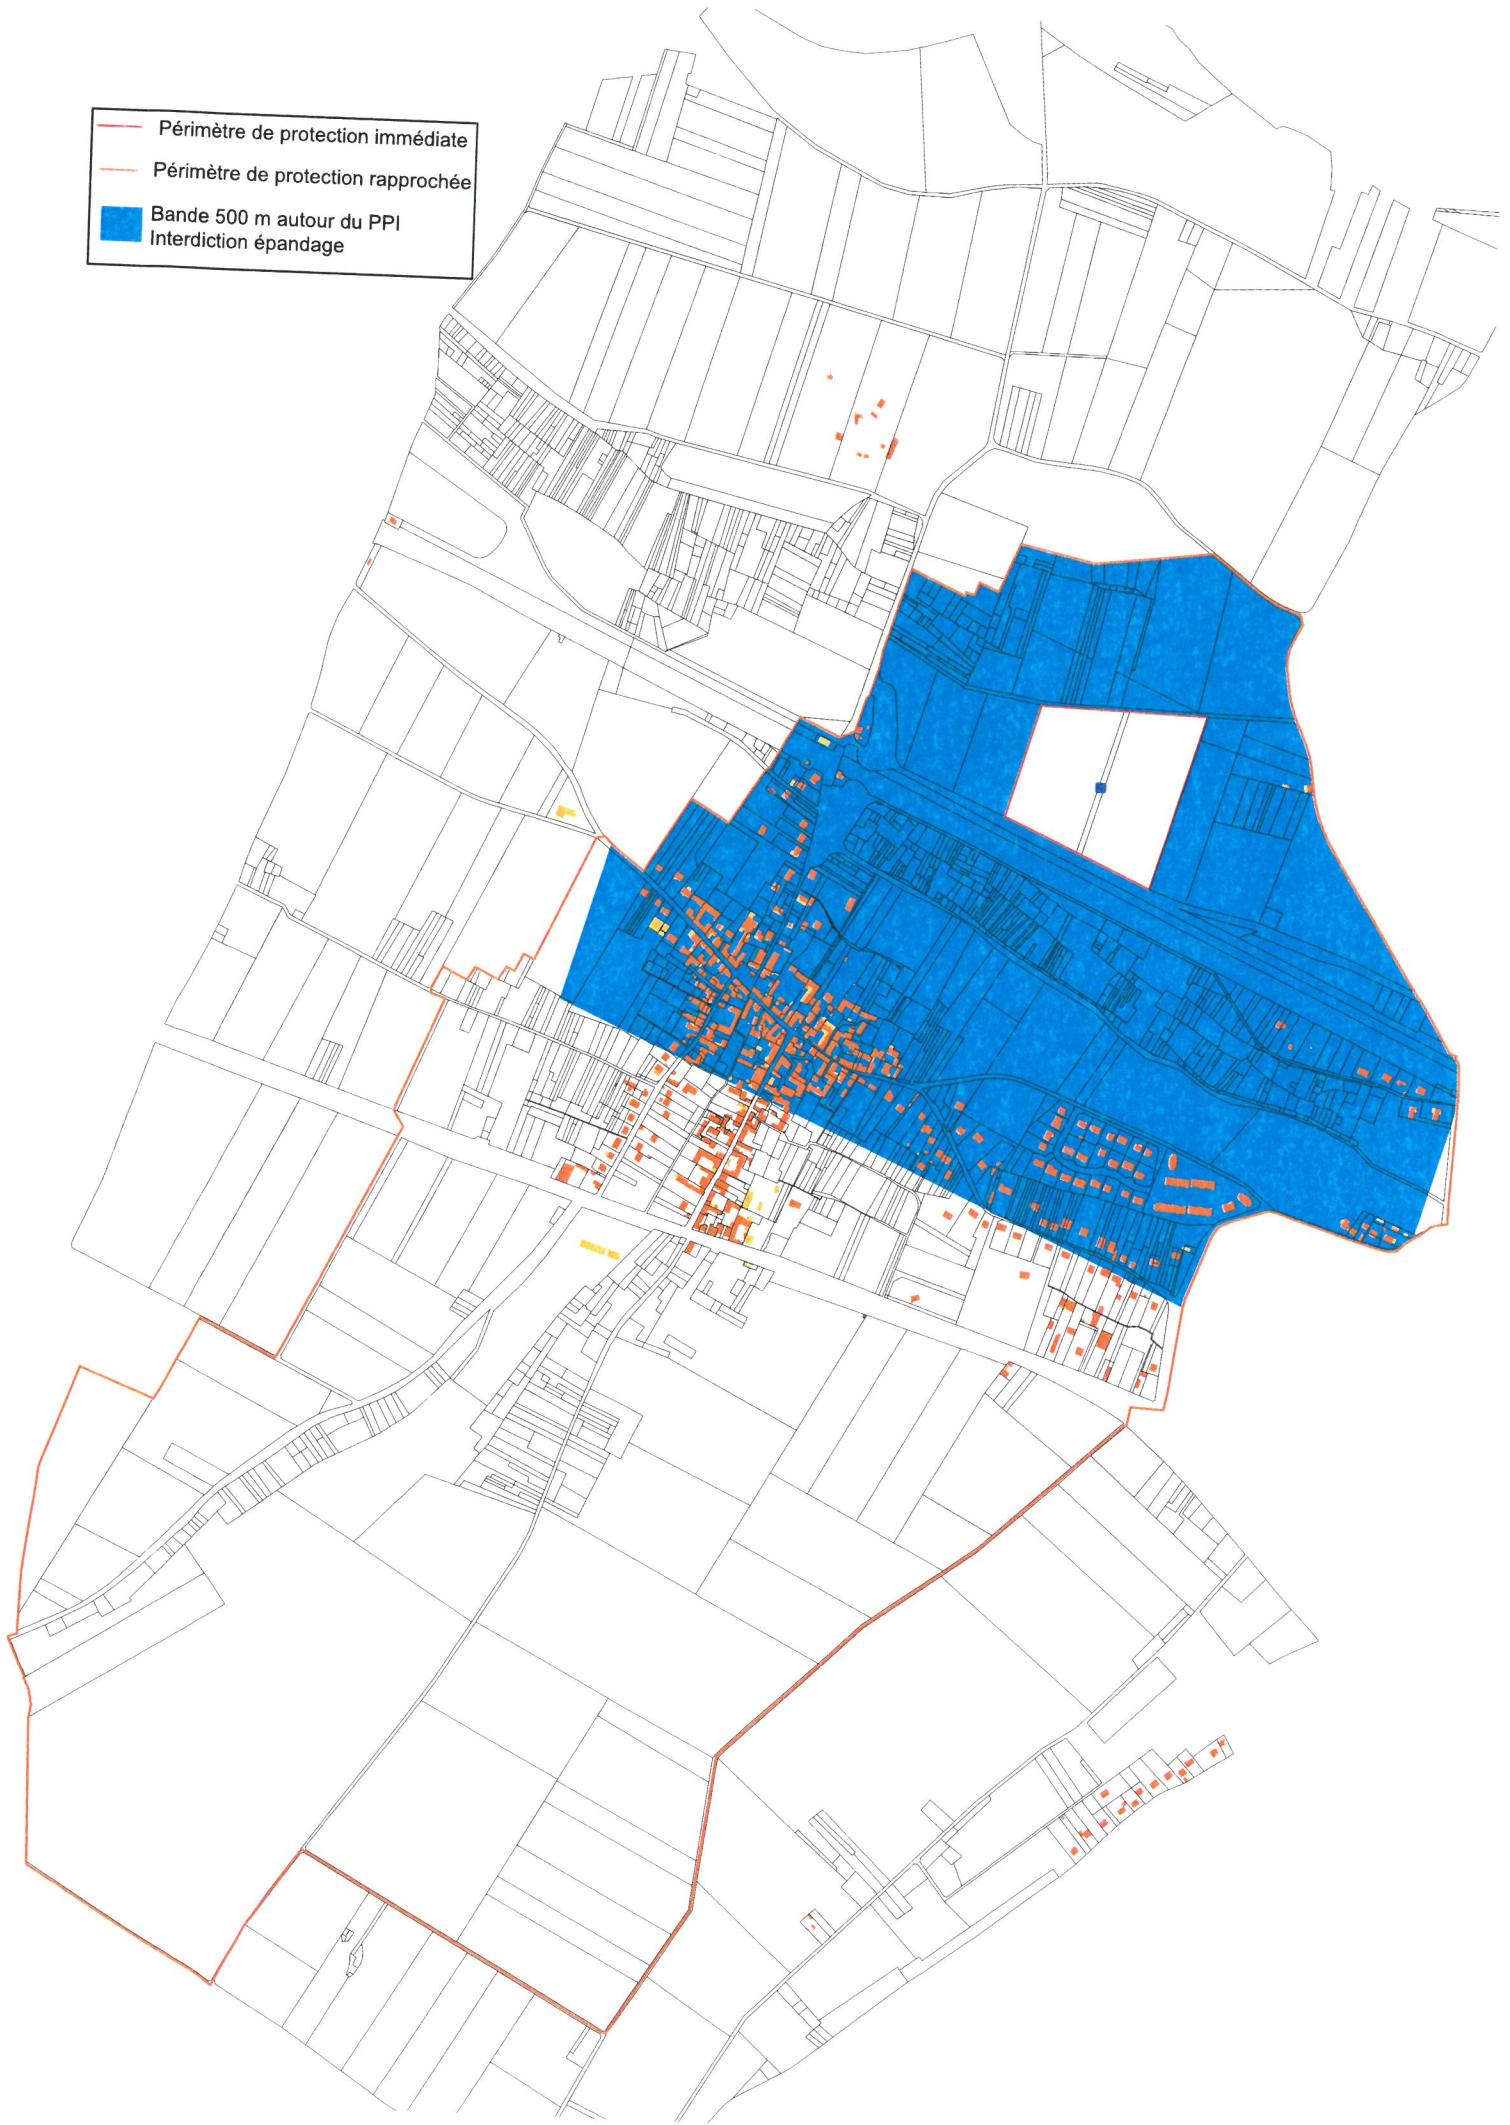 Périmètre de protection immédiate
Périmètre de protection rapprochée
Bande 500 m autour du PPI
Interdiction épandage